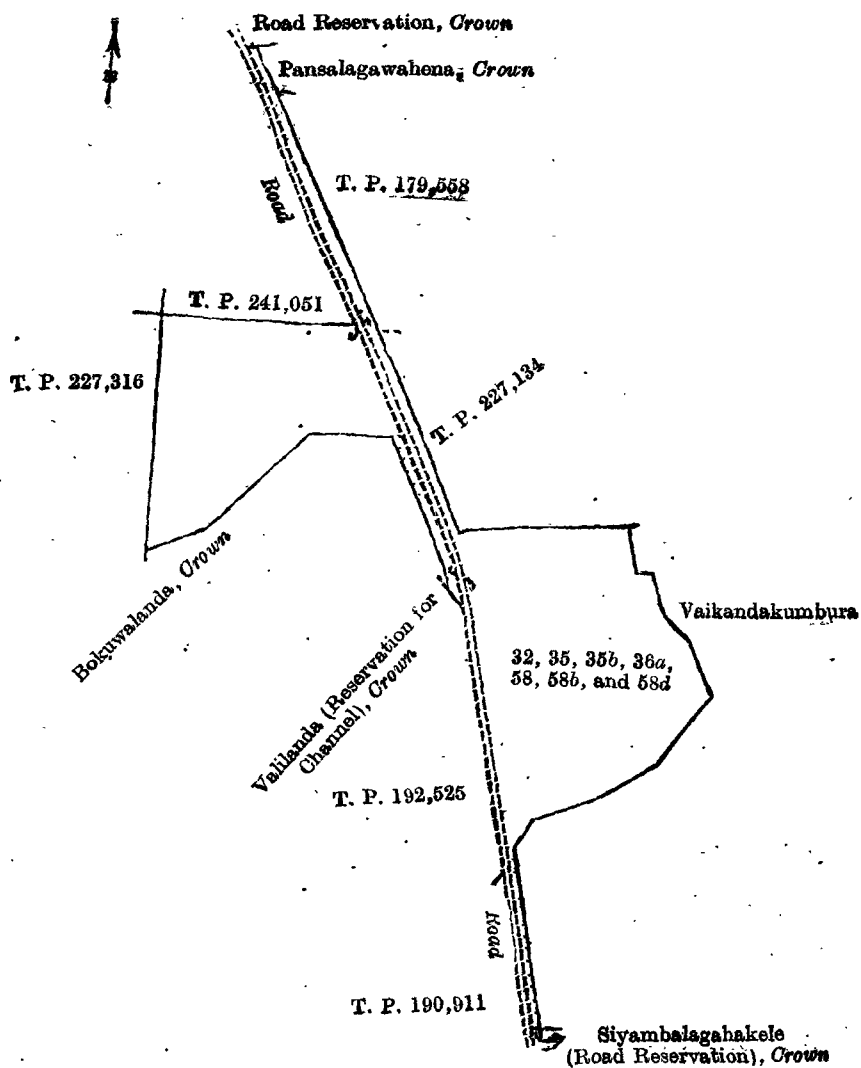 Road Reservation, Crown
Pansalagawahena, Crown
T. P. 179,558
Road
T. P. 241,051
T. P. 227,316
T. P. 227,134
Bokuwalanda, Crown
Vaikandakumbura
32, 35, 35b, 36a,
58, 58b, and 58d
Valilanda (Reservation for
Channel), Crown
T. P. 192,525
Road
T. P. 190,911
Siyambalagahakele
(Road Reservation), Crown